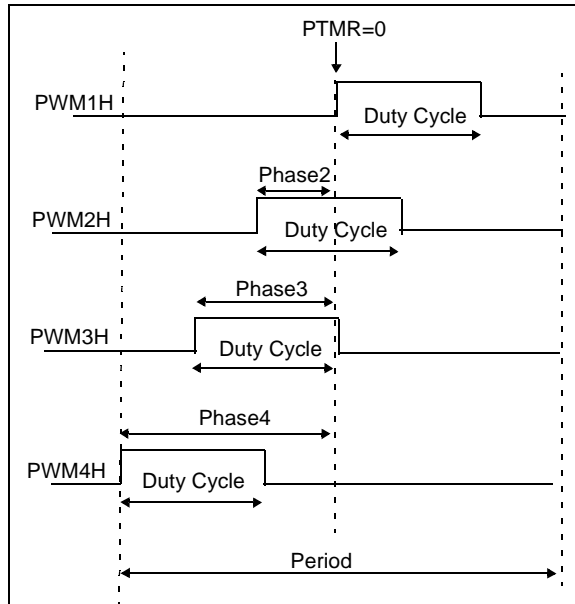 PTMR=0
PWM1H
Duty Cycle
Phase2
PWM2H
Duty Cycle
Phase3
PWM3H
Duty Cycle
Phase4
PWM4H
Duty Cycle
Period